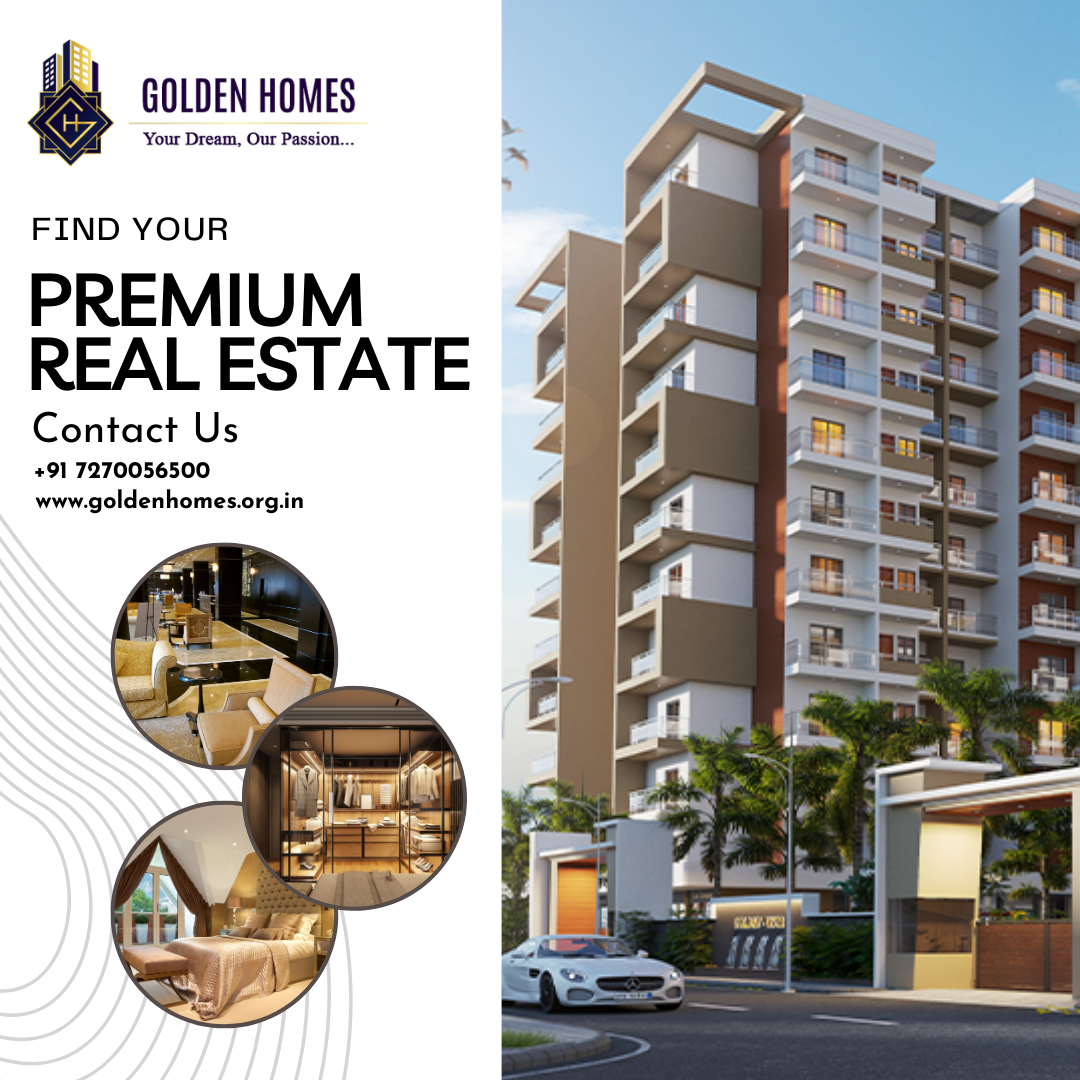 GOLDEN HOMES
Your Dream, Our Passion...
FIND YOUR
PREMIUM
REAL ESTATE
Contact Us
+91 7270056500
www.goldenhomes.org.in